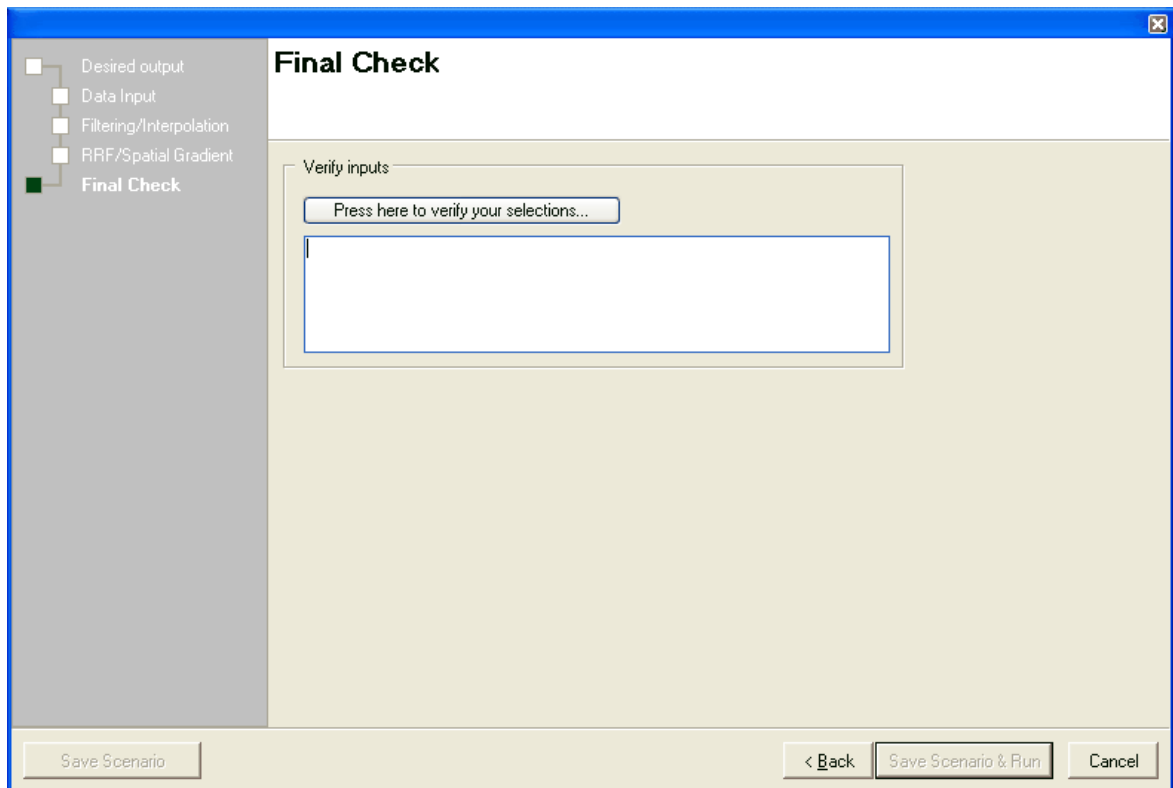 Desired output
Data Input
Filtering/Interpolation
RRF/Spatial Gradient
Final Check
Final Check
Verify inputs
Press here to verify your selections...
Save Scenario
< Back
Save Scenario & Run
Cancel